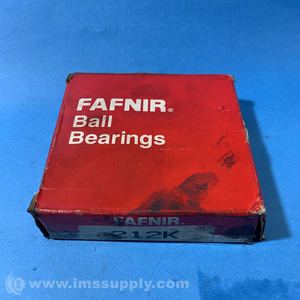 FAFNIR®
Ball
Bearings
FAFNIR
212K
www.imssupply.com